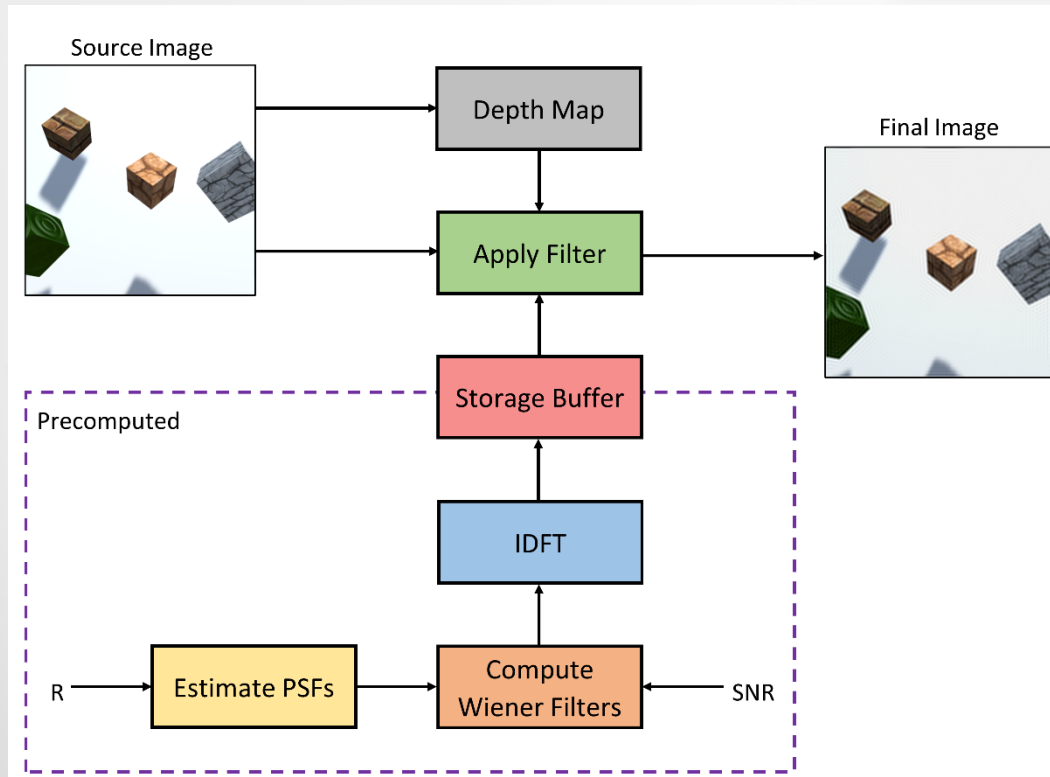 Source Image
Depth Map
Final Image
Apply Filter
Storage Buffer
Precomputed
IDFT
R
Estimate PSFs
Compute
Wiener Filters
SNR